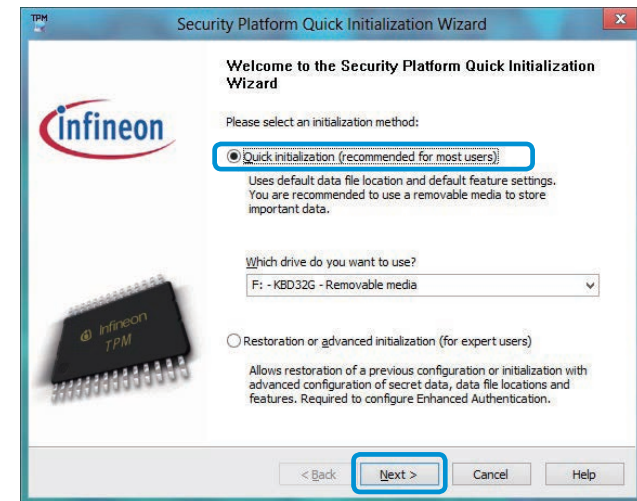 TPM
Security Platform Quick Initialization Wizard
x
Welcome to the Security Platform Quick Initialization
Wizard
infineon
Please select an initialization method:
Quick initialization (recommended for most users)
Uses default data file location and default feature settings.
You are recommended to use a removable media to store
important data.
Which drive do you want to use?
F: - KBD32G - Removable media
Infineon
TPM
Restoration or advanced initialization (for expert users)
Allows restoration of a previous configuration or initialization with
advanced configuration of secret data, data file locations and
features. Required to configure Enhanced Authentication.
< Back
Next >
Cancel
Help